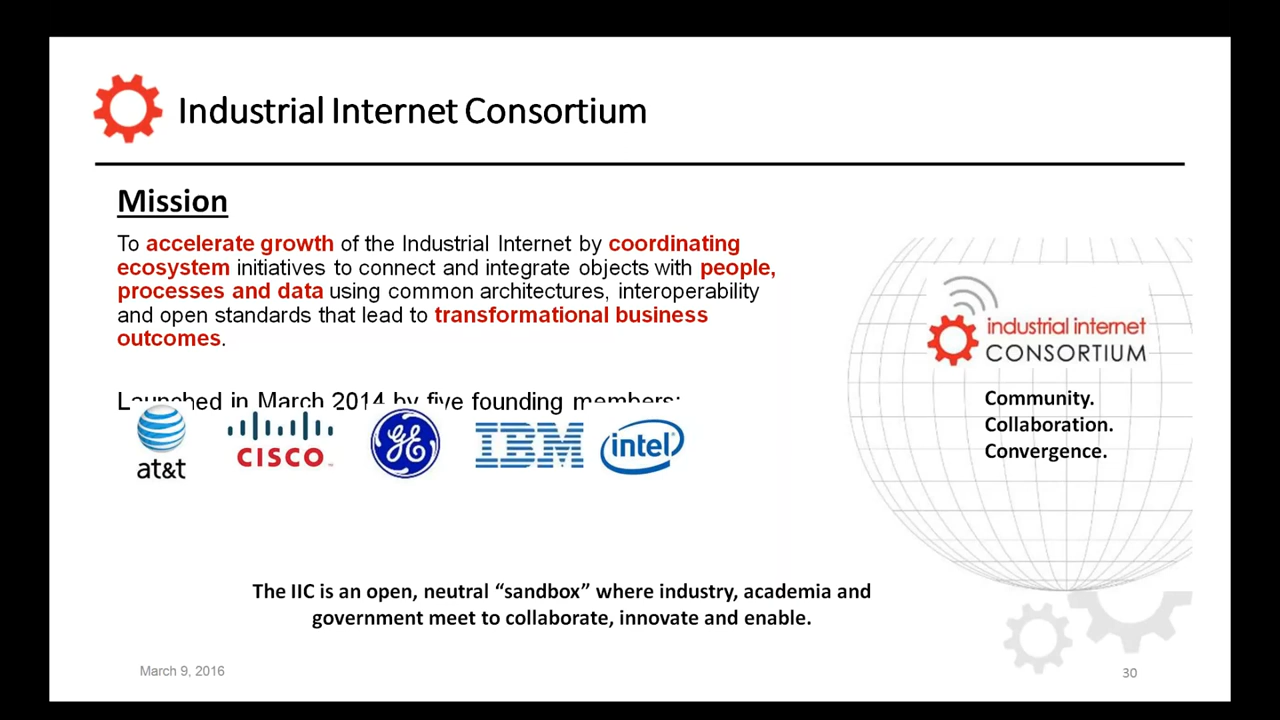 Industrial Internet Consortium
Mission
To accelerate growth of the Industrial Internet by coordinating
ecosystem initiatives to connect and integrate objects with people,
processes and data using common architectures, interoperability
and open standards that lead to transformational business
outcomes.
Launched in March 2014 by five founding members:
at&t
CISCO
GE
IBM
intel
industrial internet
CONSORTIUM
Community.
Collaboration.
Convergence.
The IIC is an open, neutral “sandbox” where industry, academia and
government meet to collaborate, innovate and enable.
March 9, 2016
30